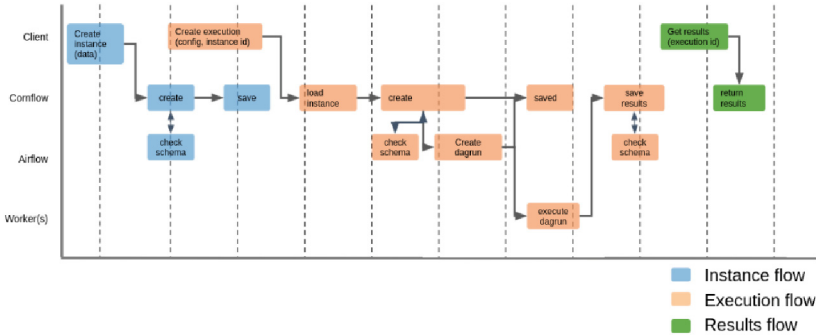 Client
Create
instance
(data)
Create execution
(config, instance id)
Get results
(execution id)
Cornflow
create
save
load
instance
create
saved
save
results
return
results
Airflow
check
schema
check
schema
Create
dagrun
check
schema
Worker(s)
execute
dagrun
Instance flow
Execution flow
Results flow